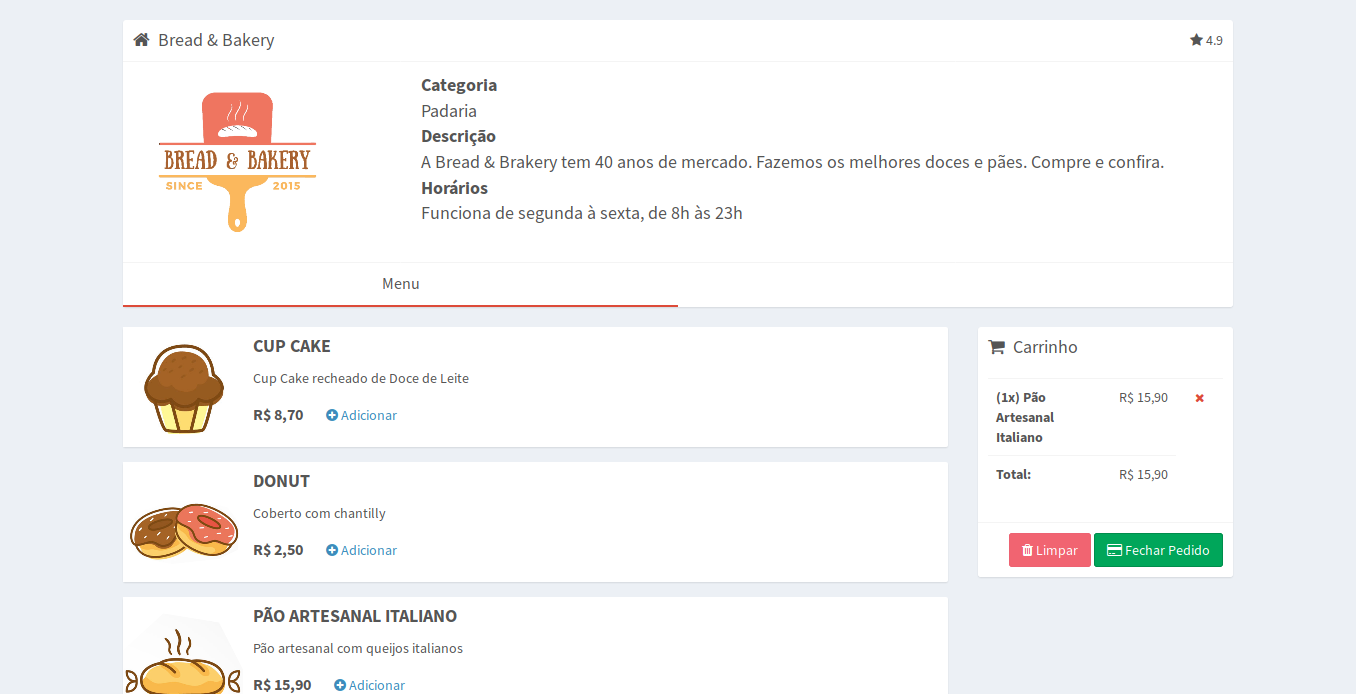 Bread & Bakery
4.9
BREAD & BAKERY
SINCE 2015
Categoria
Padaria
Descrição
A Bread & Brakery tem 40 anos de mercado. Fazemos os melhores doces e pães. Compre e confira.
Horários
Funciona de segunda à sexta, de 8h às 23h
Menu
CUP CAKE
Cup Cake recheado de Doce de Leite
R$ 8,70 Adicionar
DONUT
Coberto com chantilly
R$ 2,50 Adicionar
PÃO ARTESANAL ITALIANO
Pão artesanal com queijos italianos
R$ 15,90 Adicionar
Carrinho
(1x) Pão R$ 15,90
Artesanal
Italiano
Total: R$ 15,90
Limpar Fechar Pedido